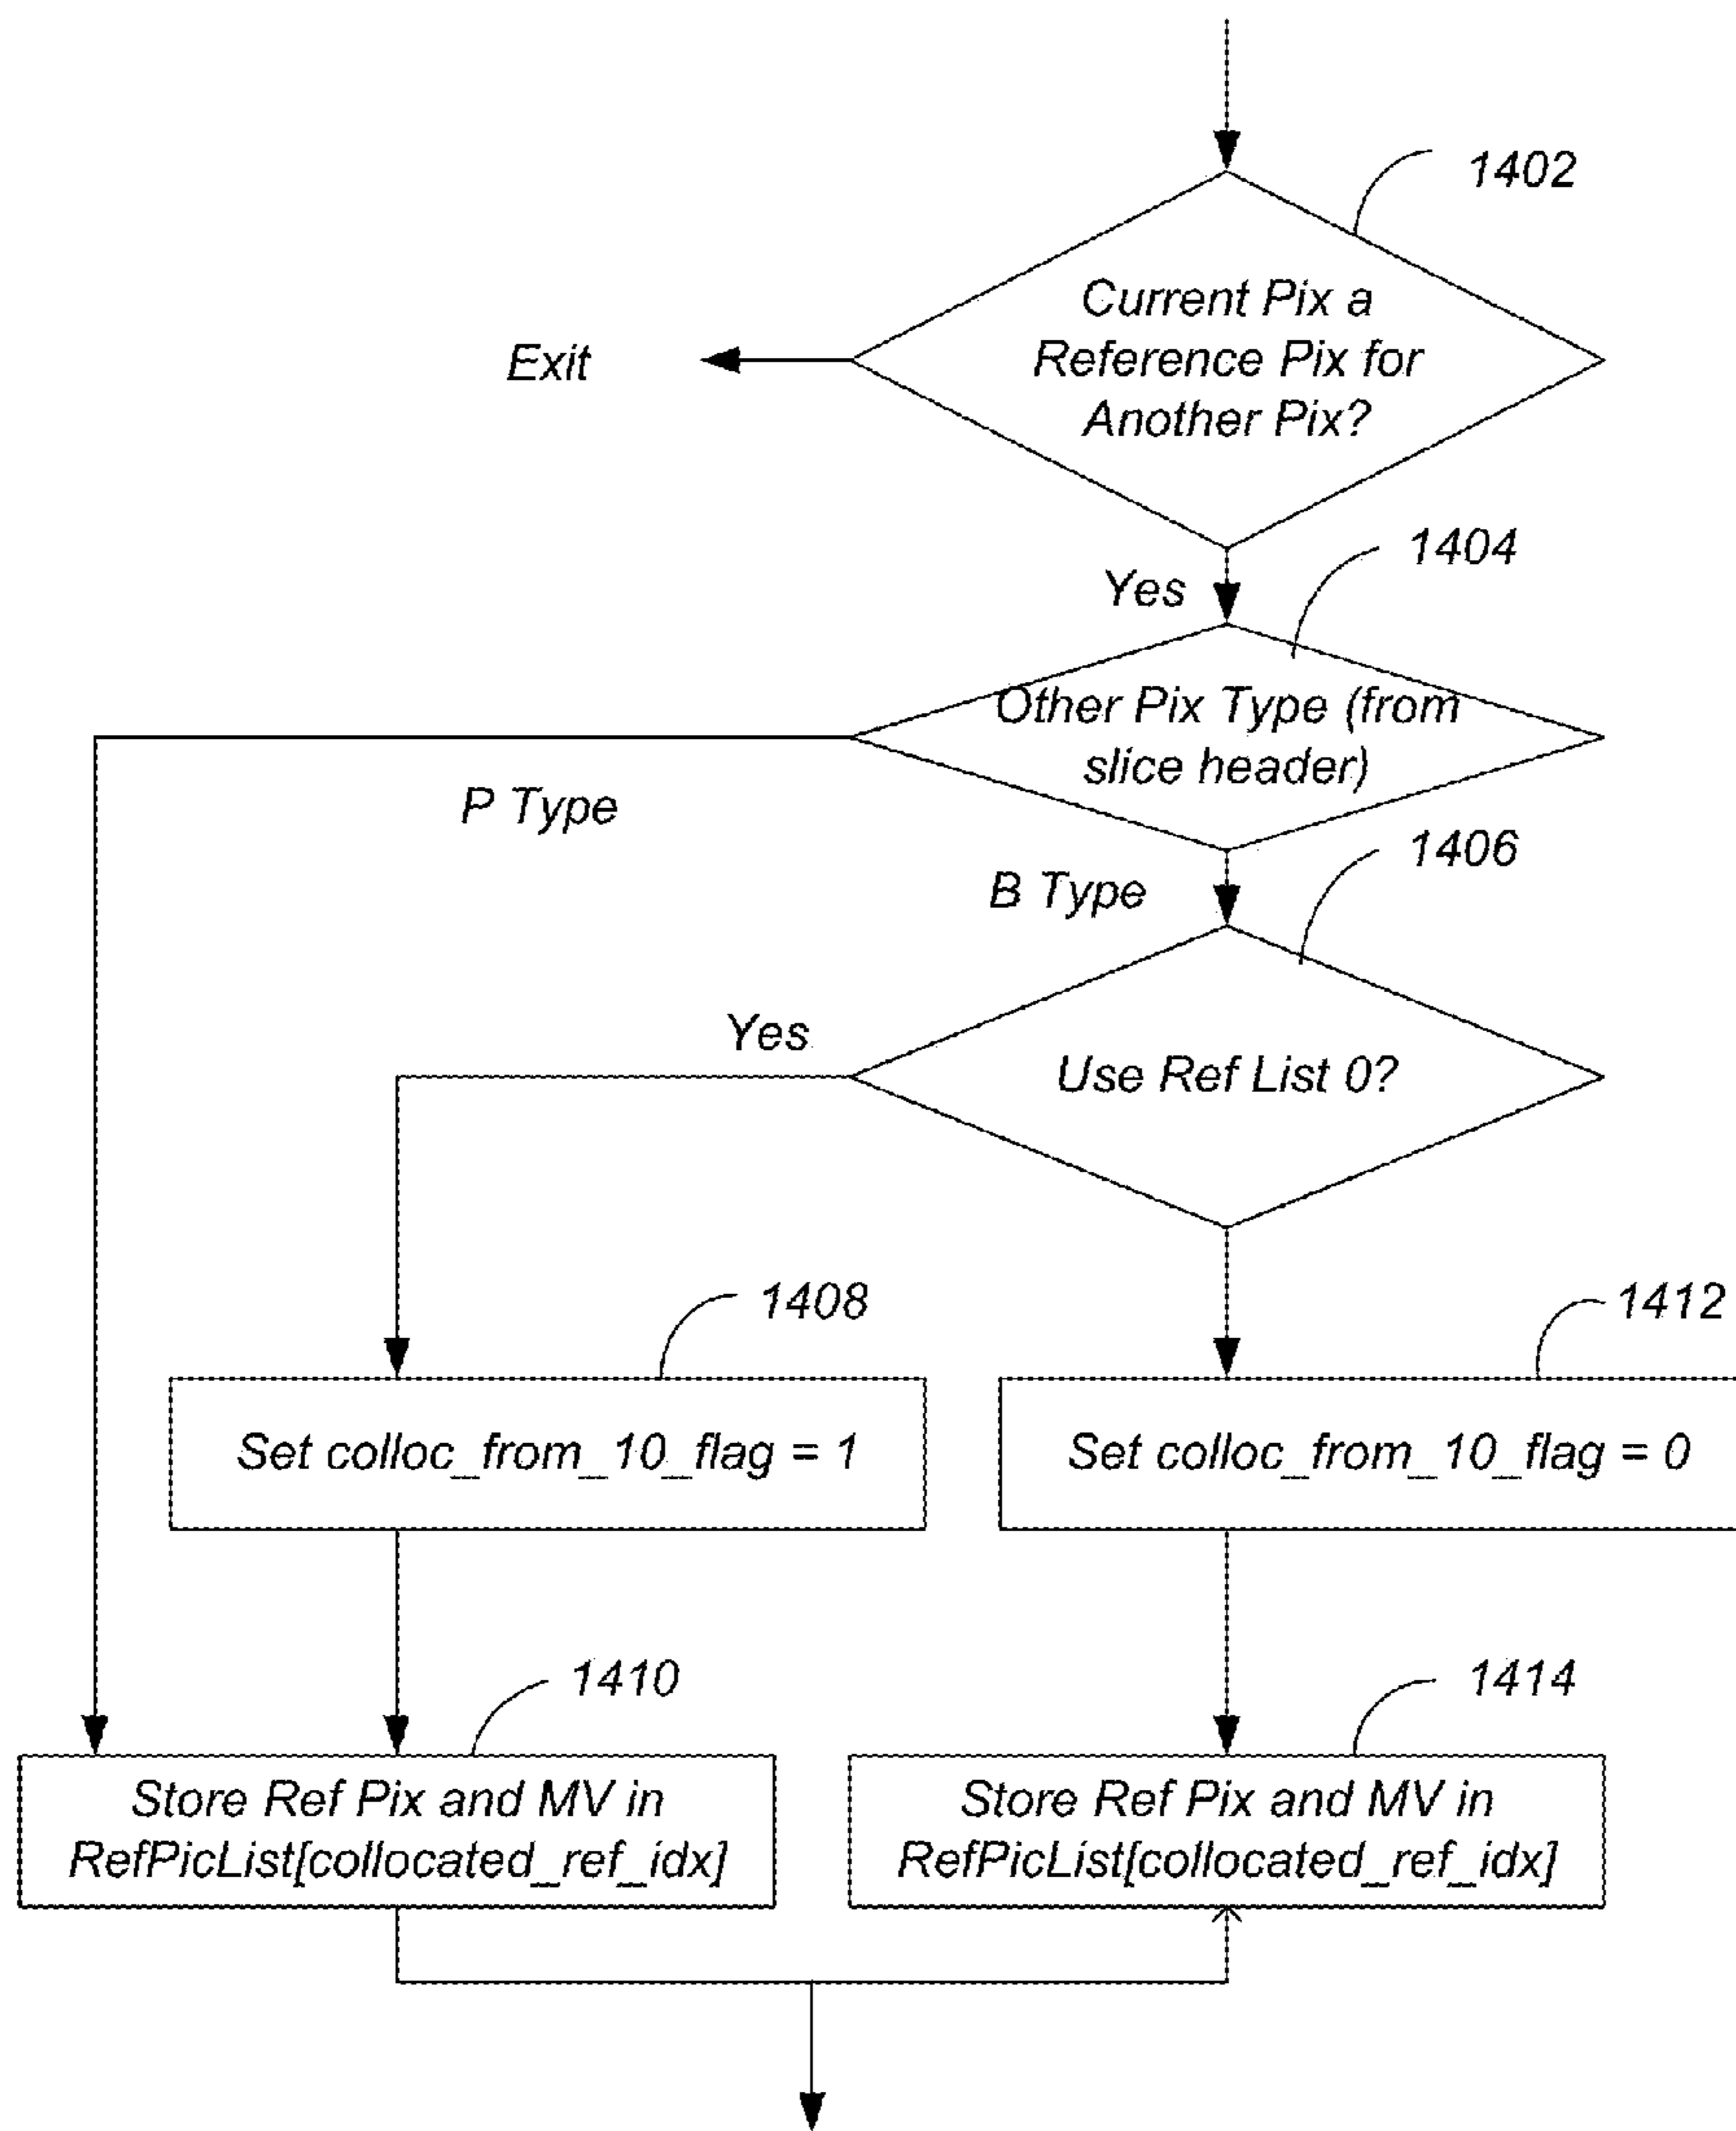 1402
Current Pix a
Reference Pix for
Another Pix?
Exit
1404
Yes
Other Pix Type (from
slice header)
P Type
1406
B Type
Yes
Use Ref List 0?
1408
1412
Set colloc_from_10_flag = 1
Set colloc_from_10_flag = 0
1410
1414
Store Ref Pix and MV in
RefPicList[collocated_ref_idx]
Store Ref Pix and MV in
RefPicList[collocated_ref_idx]